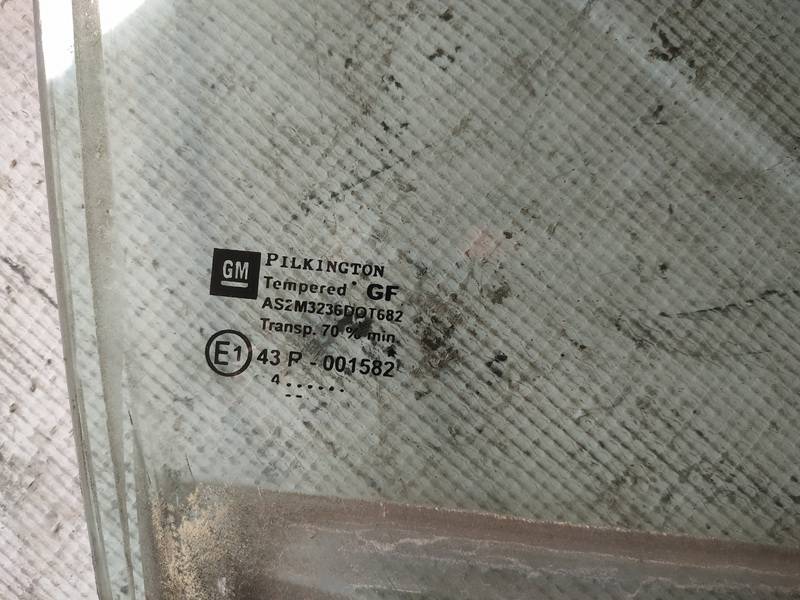 GM PILKINGTON
Tempered GF
AS2M3236DOT682
Transp. 70 % min
E1 43 R - 001582
4 . . . . . .
- -